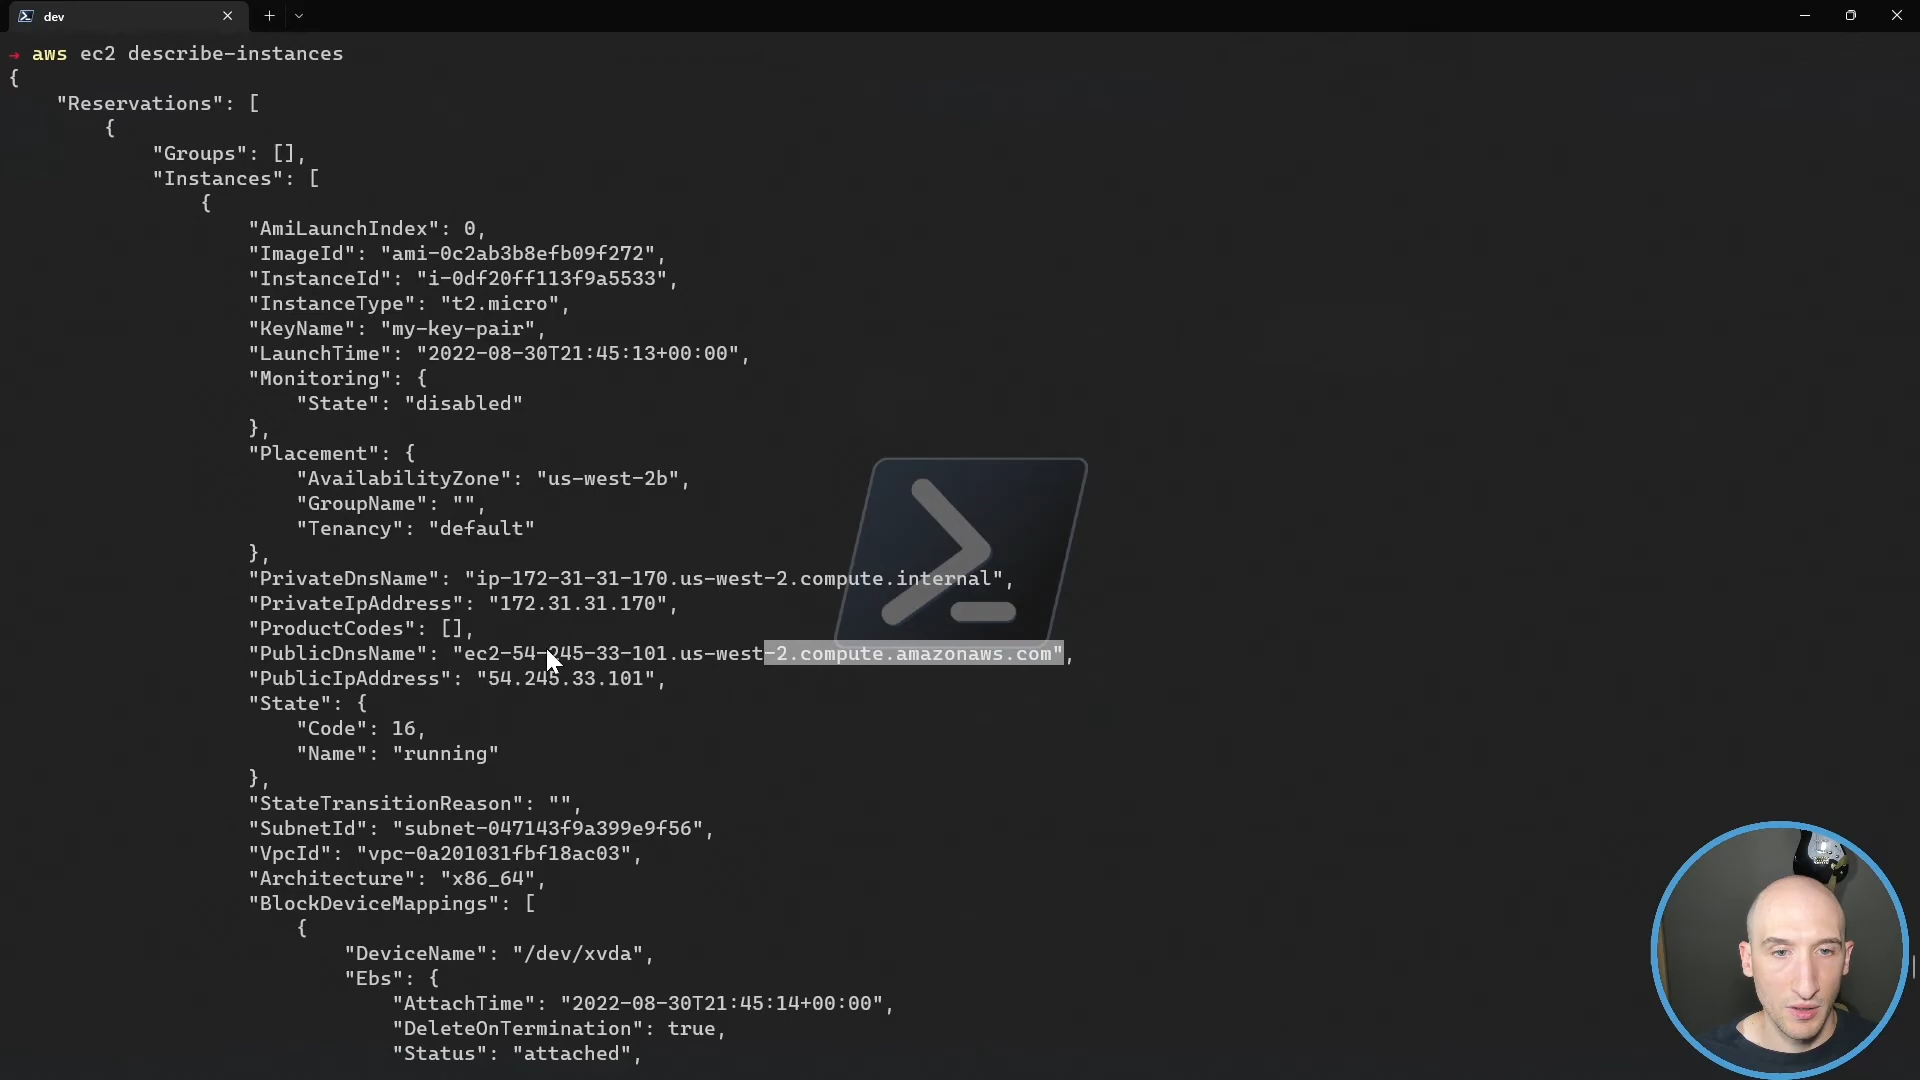 dev
→ aws ec2 describe-instances
{
"Reservations": [
{
"Groups": [],
"Instances": [
{
"AmiLaunchIndex": 0,
"ImageId": "ami-0c2ab3b8efb09f272",
"InstanceId": "i-0df20ff113f9a5533",
"InstanceType": "t2.micro",
"KeyName": "my-key-pair",
"LaunchTime": "2022-08-30T21:45:13+00:00",
"Monitoring": {
"State": "disabled"
},
"Placement": {
"AvailabilityZone": "us-west-2b",
"GroupName": "",
"Tenancy": "default"
},
"PrivateDnsName": "ip-172-31-31-170.us-west-2.compute.internal",
"PrivateIpAddress": "172.31.31.170",
"ProductCodes": [],
"PublicDnsName": "ec2-54-245-33-101.us-west-2.compute.amazonaws.com",
"PublicIpAddress": "54.245.33.101",
"State": {
"Code": 16,
"Name": "running"
},
"StateTransitionReason": "",
"SubnetId": "subnet-047143f9a399e9f56",
"VpcId": "vpc-0a201031fbf18ac03",
"Architecture": "x86_64",
"BlockDeviceMappings": [
{
"DeviceName": "/dev/xvda",
"Ebs": {
"AttachTime": "2022-08-30T21:45:14+00:00",
"DeleteOnTermination": true,
"Status": "attached",